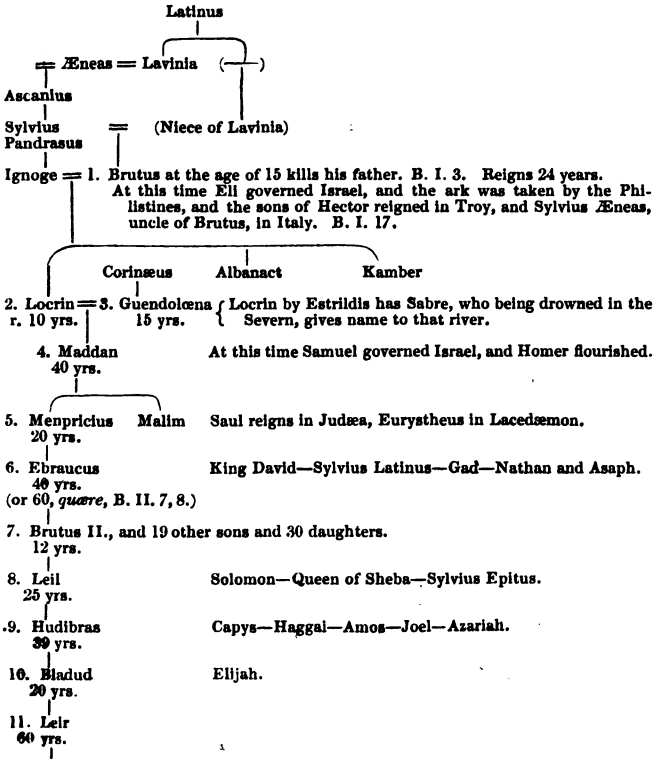 Latinus
= Æneas = Lavinia (——)
Ascanius
Sylvius = (Niece of Lavinia)
Pandrasus
Ignoge = 1. Brutus at the age of 15 kills his father. B. I. 3. Reigns 24 years.
At this time Eli governed Israel, and the ark was taken by the Phi-
listines, and the sons of Hector reigned in Troy, and Sylvius Æneas,
uncle of Brutus, in Italy. B. I. 17.
Corinæus Albanact Kamber
2. Locrin = 3. Guendolœna { Locrin by Estrildis has Sabre, who being drowned in the
r. 10 yrs. 15 yrs. Severn, gives name to that river.
4. Maddan At this time Samuel governed Israel, and Homer flourished.
40 yrs.
5. Menpricius Malim Saul reigns in Judæa, Eurystheus in Lacedæmon.
20 yrs.
6. Ebraucus King David—Sylvius Latinus—Gad—Nathan and Asaph.
40 yrs.
(or 60, quære, B. II. 7, 8.)
7. Brutus II., and 19 other sons and 30 daughters.
12 yrs.
8. Leil Solomon—Queen of Sheba—Sylvius Epitus.
25 yrs.
9. Hudibras Capys—Haggai—Amos—Joel—Azariah.
39 yrs.
10. Bladud Elijah.
20 yrs.
11. Leir
60 yrs.